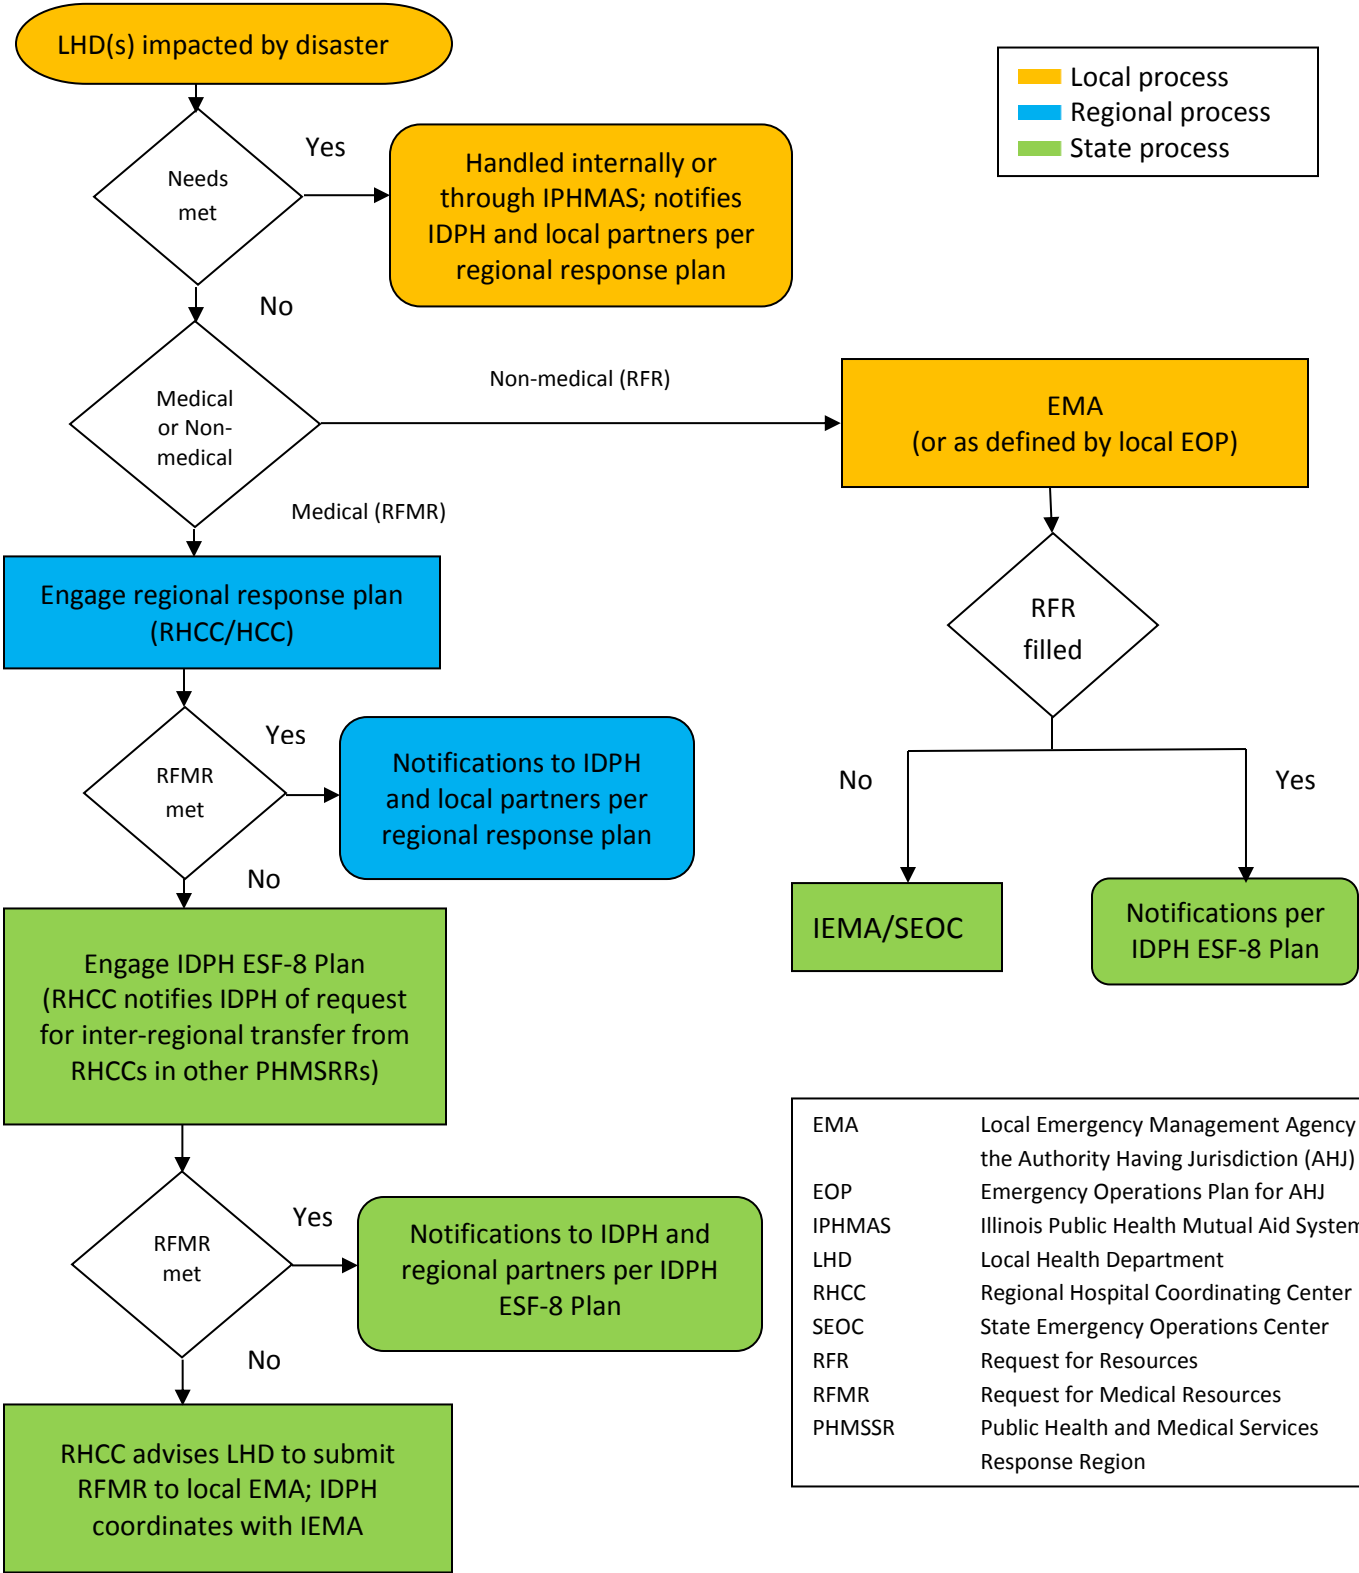 LHD(s) impacted by disaster
Local process
Regional process
State process
Needs
met
Yes
Handled internally or
through IPHMAS; notifies
IDPH and local partners per
regional response plan
No
Medical
or Non-
medical
Non-medical (RFR)
EMA
(or as defined by local EOP)
Medical (RFMR)
Engage regional response plan
(RHCC/HCC)
RFR
filled
RFMR
met
Yes
Notifications to IDPH
and local partners per
regional response plan
No
No
Yes
IEMA/SEOC
Notifications per
IDPH ESF-8 Plan
Engage IDPH ESF-8 Plan
(RHCC notifies IDPH of request
for inter-regional transfer from
RHCCs in other PHMSRRs)
RFMR
met
Yes
Notifications to IDPH and
regional partners per IDPH
ESF-8 Plan
No
RHCC advises LHD to submit
RFMR to local EMA; IDPH
coordinates with IEMA
EMA Local Emergency Management Agency
the Authority Having Jurisdiction (AHJ)
EOP Emergency Operations Plan for AHJ
IPHMAS Illinois Public Health Mutual Aid System
LHD Local Health Department
RHCC Regional Hospital Coordinating Center
SEOC State Emergency Operations Center
RFR Request for Resources
RFMR Request for Medical Resources
PHMSSR Public Health and Medical Services
Response Region